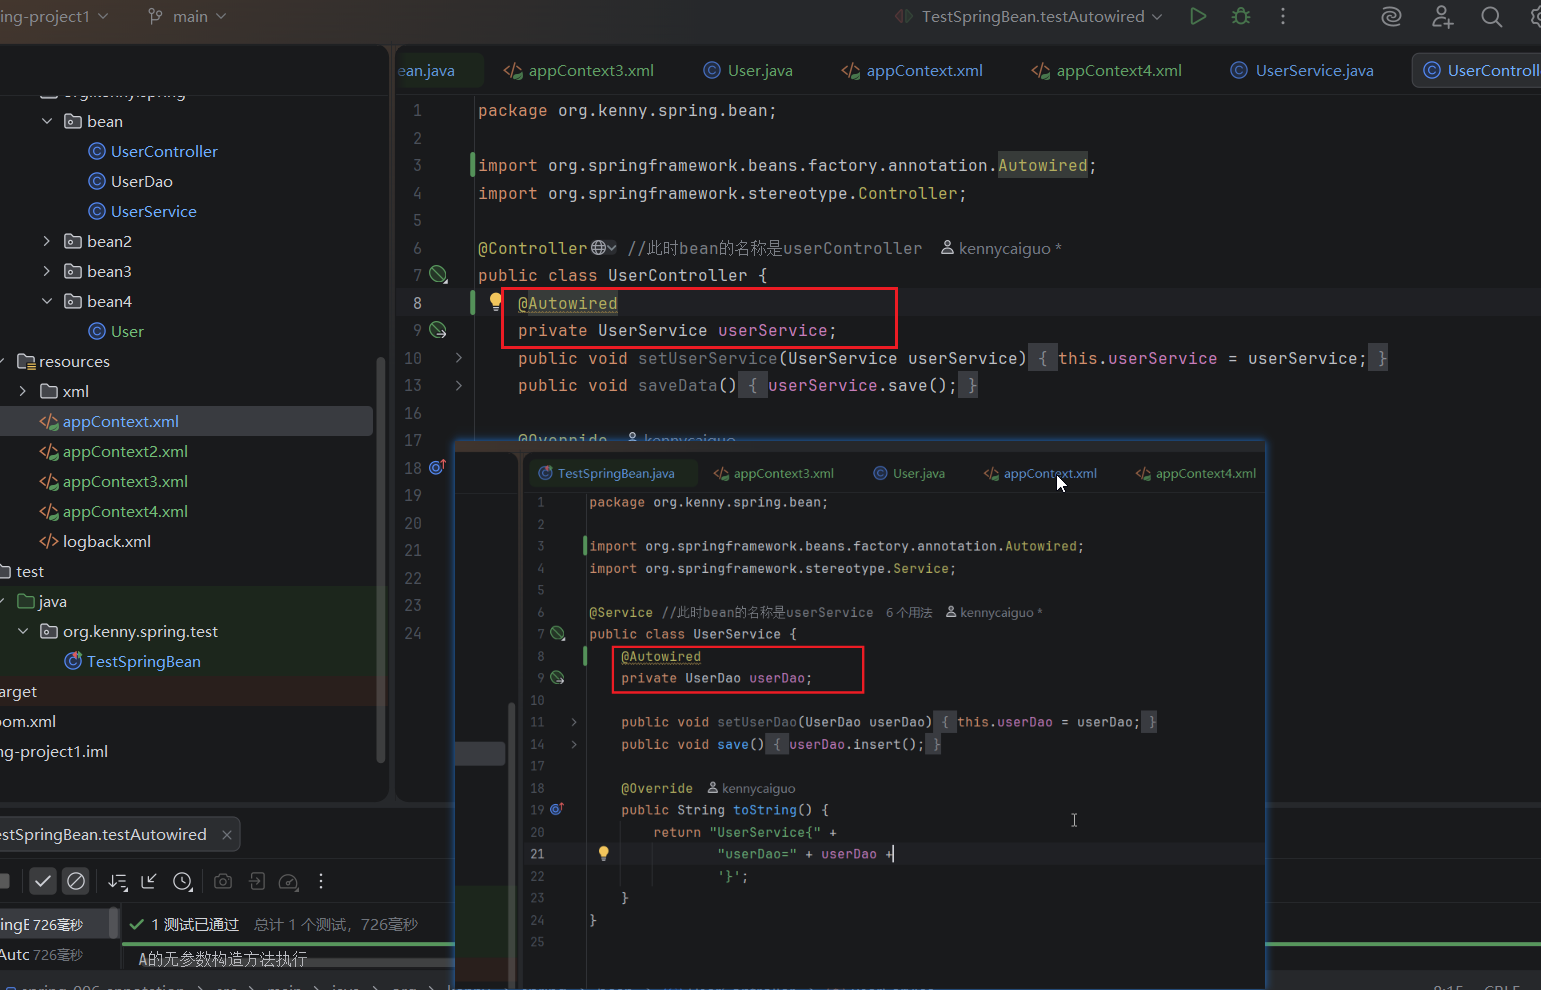 ing-project1
main
TestSpringBean.testAutowired
ean.java
appContext3.xml
User.java
appContext.xml
appContext4.xml
UserService.java
UserControll
org.kenny.spring
bean
UserController
UserDao
UserService
bean2
bean3
bean4
User
resources
xml
appContext.xml
appContext2.xml
appContext3.xml
appContext4.xml
logback.xml
test
java
org.kenny.spring.test
TestSpringBean
arget
om.xml
ng-project1.iml
1 package org.kenny.spring.bean;
2
3 import org.springframework.beans.factory.annotation.Autowired;
4 import org.springframework.stereotype.Controller;
5
6 @Controller //此时bean的名称是userController kennycaiguo *
7 public class UserController {
8 @Autowired
9 private UserService userService;
10 public void setUserService(UserService userService) { this.userService = userService; }
13 public void saveData() { userService.save(); }
16
17 @Override kennycaiguo
18
19
20
21
22
23
24
TestSpringBean.java
appContext3.xml
User.java
appContext.xml
appContext4.xml
1 package org.kenny.spring.bean;
2
3 import org.springframework.beans.factory.annotation.Autowired;
4 import org.springframework.stereotype.Service;
5
6 @Service //此时bean的名称是userService 6 个用法 kennycaiguo *
7 public class UserService {
8 @Autowired
9 private UserDao userDao;
10
11 public void setUserDao(UserDao userDao) { this.userDao = userDao; }
14 public void save() { userDao.insert(); }
17
18 @Override kennycaiguo
19 public String toString() {
20 return "UserService{" +
21 "userDao=" + userDao +
22 '}';
23 }
24 }
25
estSpringBean.testAutowired
ingE 726毫秒
Autc 726毫秒
1 测试已通过 总计 1 个测试，726毫秒
A的无参数构造方法执行